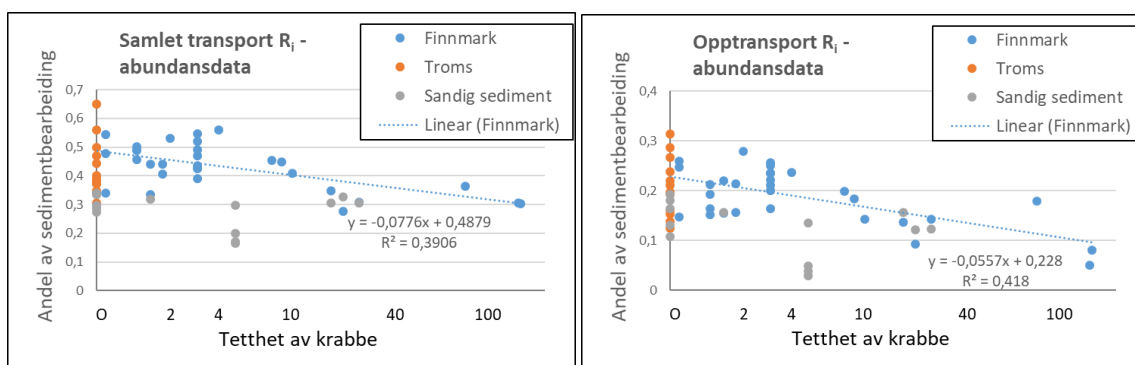 Samlet transport Rᵢ -
abundansdata
Finnmark
Troms
Sandig sediment
Linear (Finnmark)
Andel av sedimentbearbeiding
0,7
0,6
0,5
0,4
0,3
0,2
0,1
0
y = -0,0776x + 0,4879
R² = 0,3906
O 2 4 10 40 100
Tetthet av krabbe
Opptransport Rᵢ -
abundansdata
Finnmark
Troms
Sandig sediment
Linear (Finnmark)
Andel av sedimentbearbeiding
0,4
0,3
0,2
0,1
0
y = -0,0557x + 0,228
R² = 0,418
O 2 4 10 40 100
Tetthet av krabbe